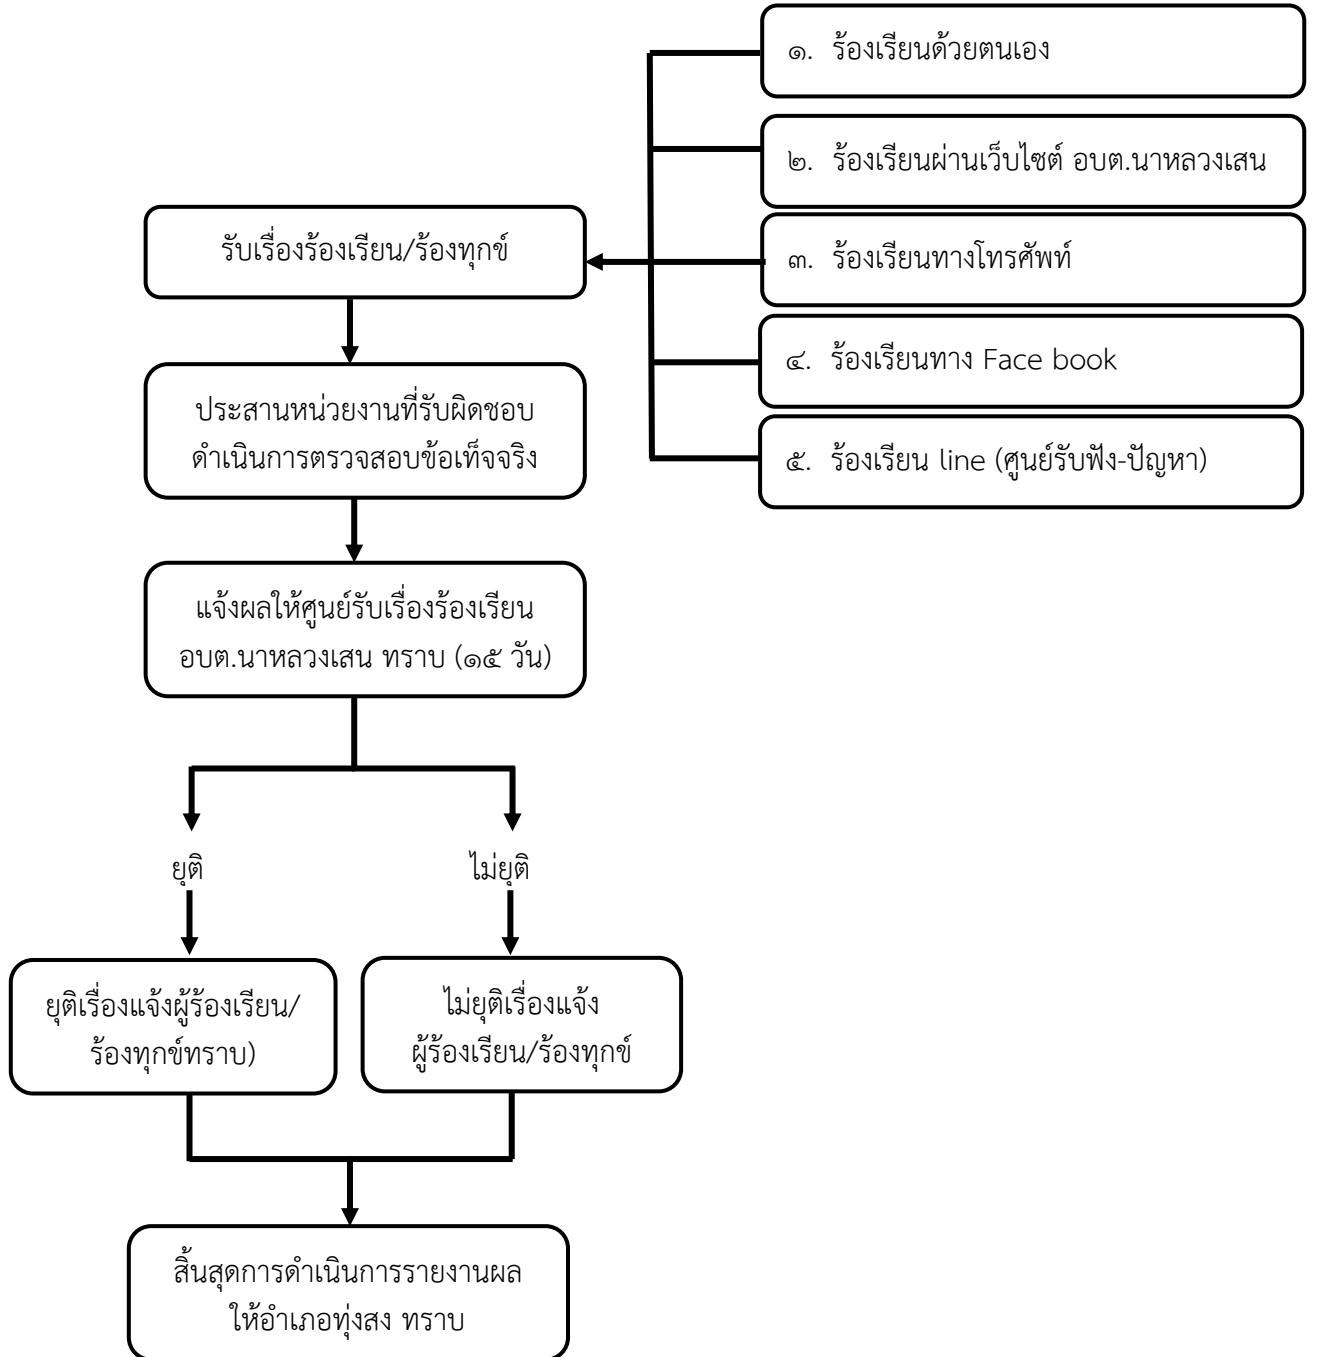 ๑. ร้องเรียนด้วยตนเอง
๒. ร้องเรียนผ่านเว็บไซต์ อบต.นาหลวงเสน
๓. ร้องเรียนทางโทรศัพท์
๔. ร้องเรียนทาง Face book
๕. ร้องเรียน line (ศูนย์รับฟัง-ปัญหา)
รับเรื่องร้องเรียน/ร้องทุกข์
ประสานหน่วยงานที่รับผิดชอบ
ดำเนินการตรวจสอบข้อเท็จจริง
แจ้งผลให้ศูนย์รับเรื่องร้องเรียน
อบต.นาหลวงเสน ทราบ (๑๕ วัน)
ยุติ
ไม่ยุติ
ยุติเรื่องแจ้งผู้ร้องเรียน/
ร้องทุกข์ทราบ)
ไม่ยุติเรื่องแจ้ง
ผู้ร้องเรียน/ร้องทุกข์
สิ้นสุดการดำเนินการรายงานผล
ให้อำเภอทุ่งสง ทราบ